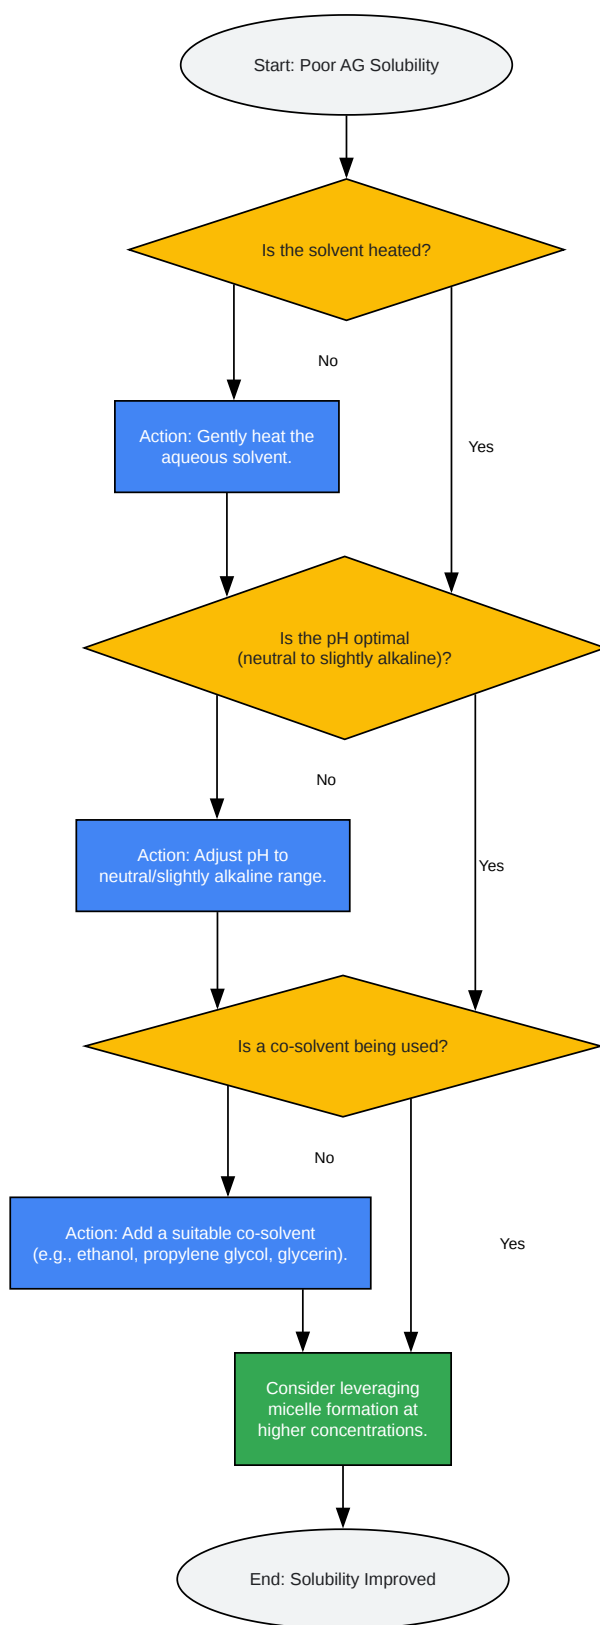 Start: Poor AG Solubility
Is the solvent heated?
No
Action: Gently heat the
aqueous solvent.
Yes
Is the pH optimal
(neutral to slightly alkaline)?
No
Action: Adjust pH to
neutral/slightly alkaline range.
Yes
Is a co-solvent being used?
No
Action: Add a suitable co-solvent
(e.g., ethanol, propylene glycol, glycerin).
Yes
Consider leveraging
micelle formation at
higher concentrations.
End: Solubility Improved